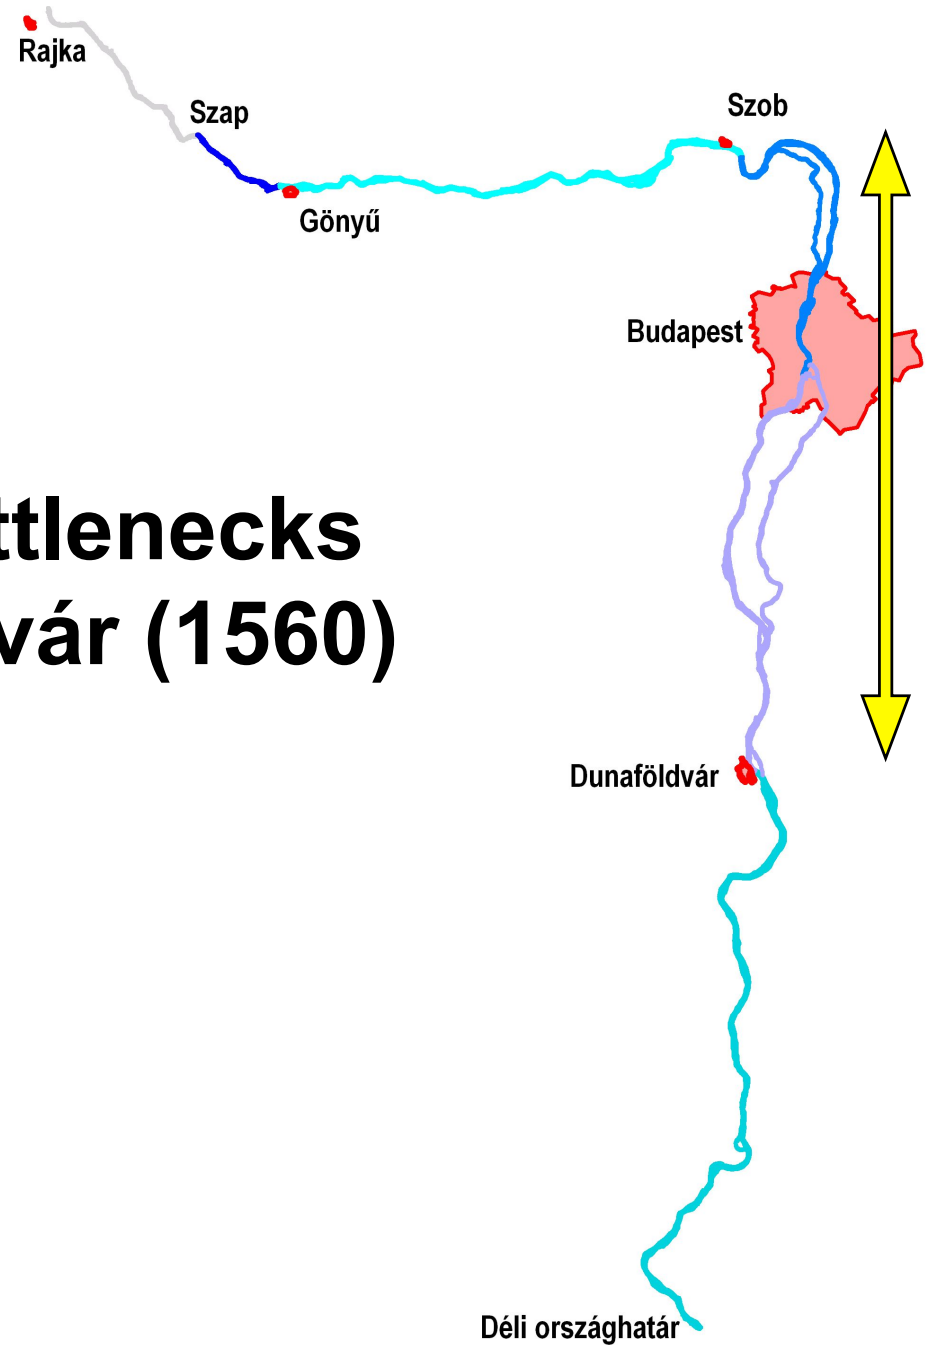 Rajka
Szap
Szob
Gönyű
Budapest
ttlenecks
vár (1560)
Dunaföldvár
Déli országhatár